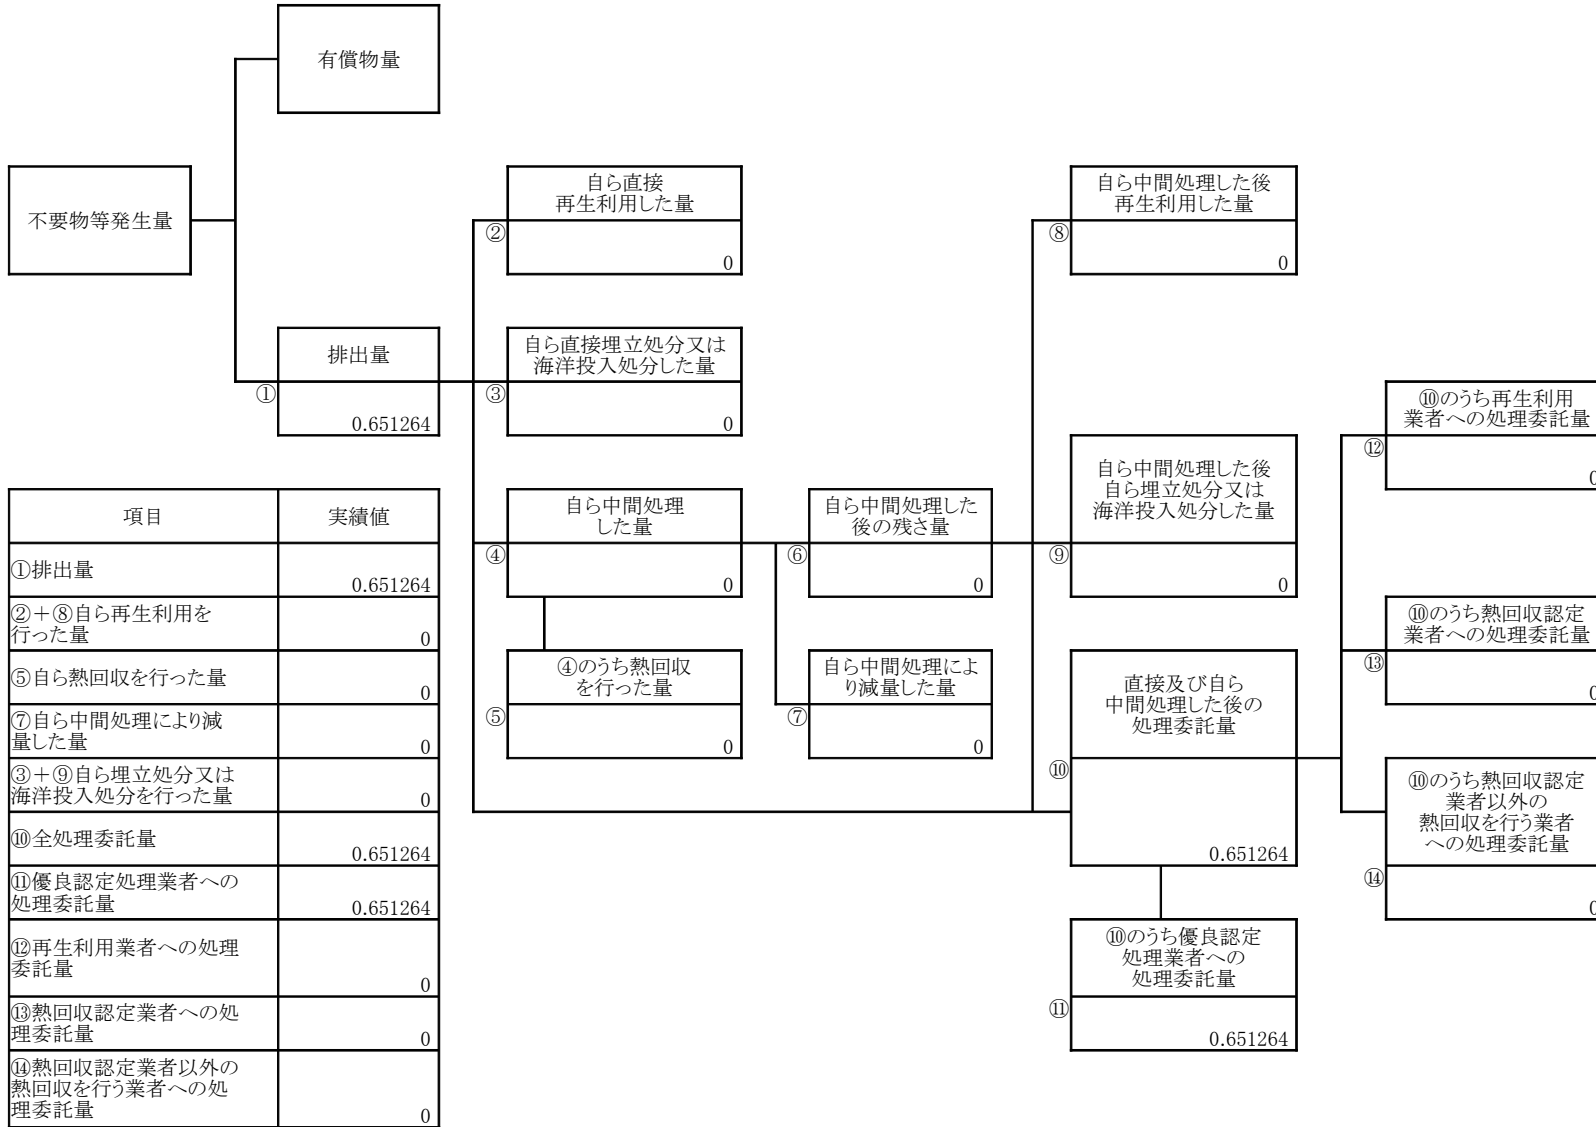 有償物量
不要物等発生量
自ら直接
再生利用した量
②
0
自ら中間処理した後
再生利用した量
⑧
0
排出量
①
0.651264
自ら直接埋立処分又は
海洋投入処分した量
③
0
⑩のうち再生利用
業者への処理委託量
⑫
0
自ら中間処理した後
自ら埋立処分又は
海洋投入処分した量
⑨
0
自ら中間処理
した量
④
0
自ら中間処理した
後の残さ量
⑥
0
⑩のうち熱回収認定
業者への処理委託量
⑬
0
④のうち熱回収
を行った量
⑤
0
自ら中間処理によ
り減量した量
⑦
0
直接及び自ら
中間処理した後の
処理委託量
⑩
0.651264
⑩のうち熱回収認定
業者以外の
熱回収を行う業者
への処理委託量
⑭
0
⑩のうち優良認定
処理業者への
処理委託量
⑪
0.651264
項目 実績値
①排出量 0.651264
②＋⑧自ら再生利用を
行った量 0
⑤自ら熱回収を行った量 0
⑦自ら中間処理により減
量した量 0
③＋⑨自ら埋立処分又は
海洋投入処分を行った量 0
⑩全処理委託量 0.651264
⑪優良認定処理業者への
処理委託量 0.651264
⑫再生利用業者への処理
委託量 0
⑬熱回収認定業者への処
理委託量 0
⑭熱回収認定業者以外の
熱回収を行う業者への処
理委託量 0